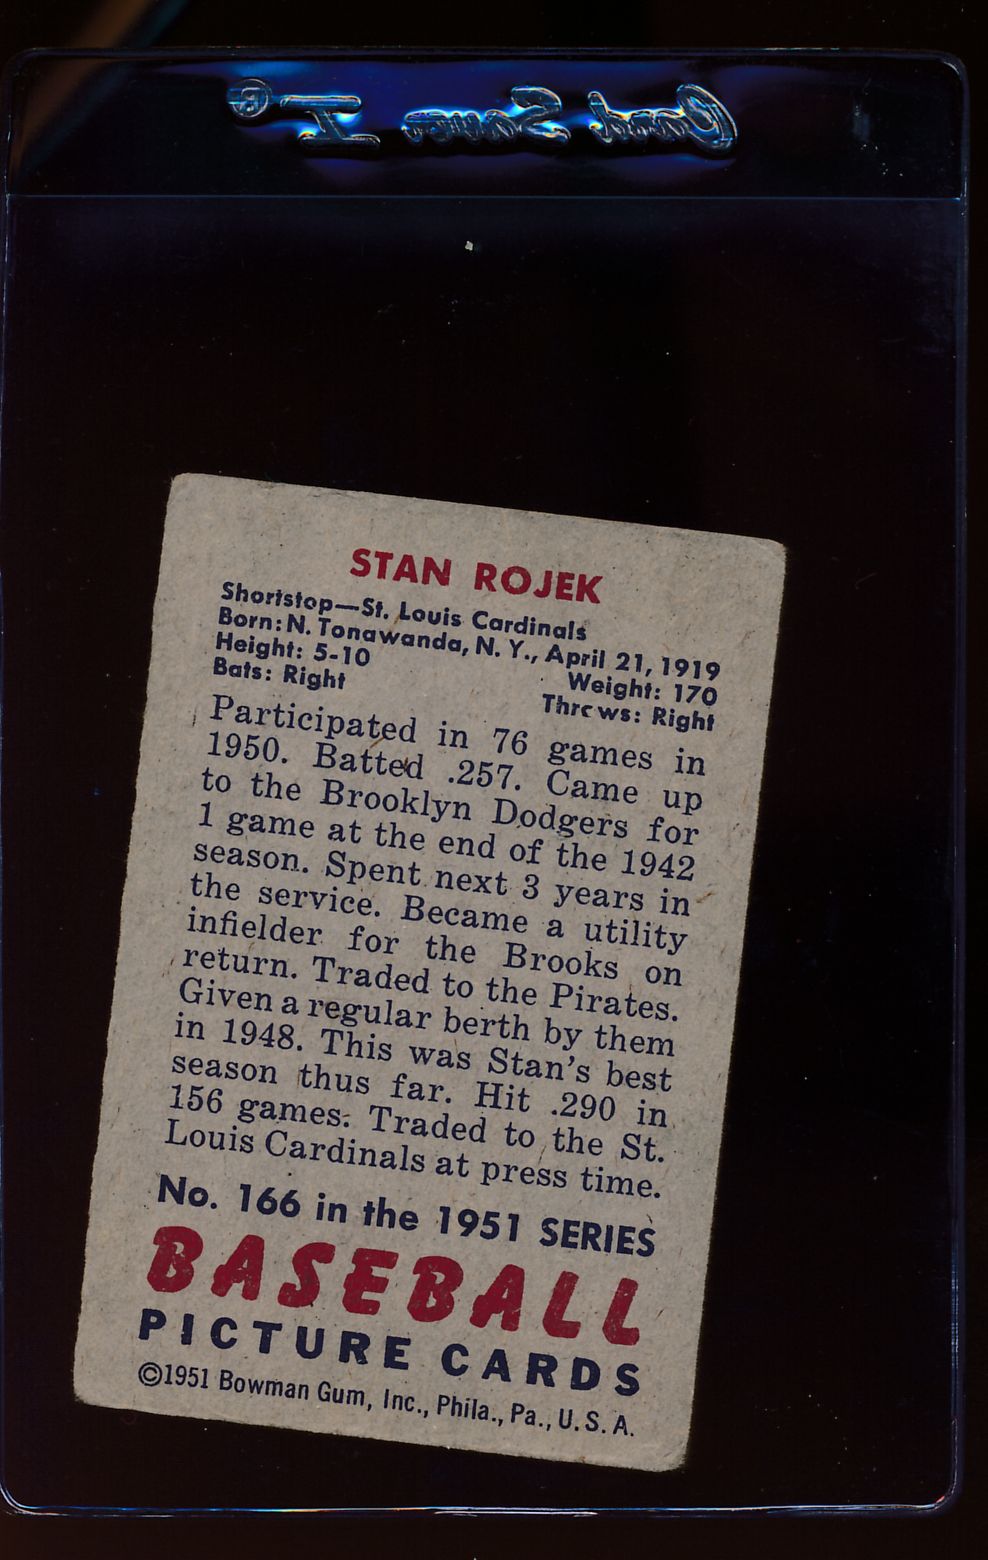 Card Saver I®
STAN ROJEK
Shortstop—St. Louis Cardinals
Born: N. Tonawanda, N. Y., April 21, 1919
Height: 5-10 Weight: 170
Bats: Right Throws: Right
Participated in 76 games in
1950. Batted .257. Came up
to the Brooklyn Dodgers for
1 game at the end of the 1942
season. Spent next 3 years in
the service. Became a utility
infielder for the Brooks on
return. Traded to the Pirates.
Given a regular berth by them
in 1948. This was Stan's best
season thus far. Hit .290 in
156 games. Traded to the St.
Louis Cardinals at press time.
No. 166 in the 1951 SERIES
BASEBALL
PICTURE CARDS
©1951 Bowman Gum, Inc., Phila., Pa., U. S. A.